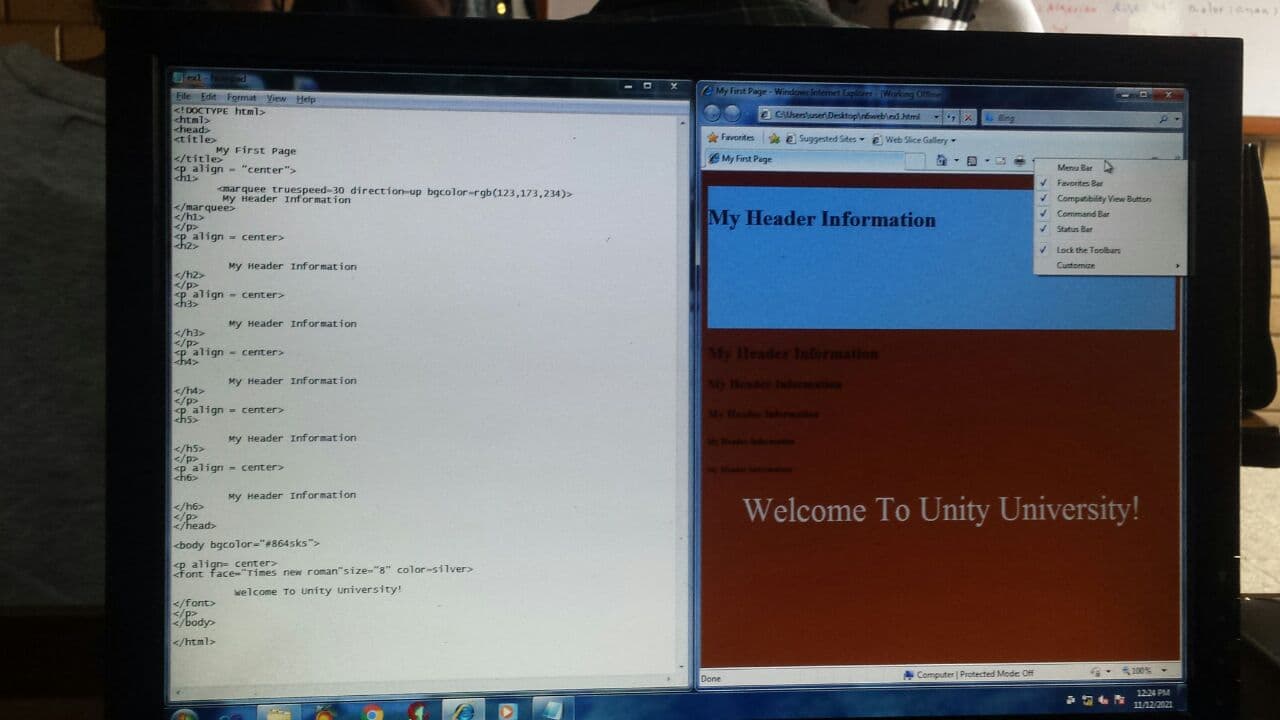 ex1 - Notepad
File Edit Format View Help
<!DOCTYPE html>
<html>
<head>
<title>
My First Page
</title>
<p align = "center">
<h1>
<marquee truespeed=30 direction=up bgcolor=rgb(123,173,234)>
My Header Information
</marquee>
</h1>
</p>
<p align = center>
<h2>
My Header Information
</h2>
</p>
<p align = center>
<h3>
My Header Information
</h3>
</p>
<p align = center>
<h4>
My Header Information
</h4>
</p>
<p align = center>
<h5>
My Header Information
</h5>
</p>
<p align = center>
<h6>
My Header Information
</h6>
</p>
</head>
<body bgcolor="#864sks">
<p align= center>
<font face="Times new roman"size="8" color=silver>
Welcome To Unity University!
</font>
</p>
</body>
</html>
My First Page - Windows Internet Explorer - [Working Offline]
C:\Users\user\Desktop\n6web\ex1.html
Bing
Favorites Suggested Sites Web Slice Gallery
My First Page
Menu Bar
Favorites Bar
Compatibility View Button
Command Bar
Status Bar
Lock the Toolbars
Customize
My Header Information
My Header Information
My Header Information
My Header Information
My Header Information
My Header Information
Welcome To Unity University!
Done Computer | Protected Mode: Off 100%
12:24 PM
11/12/2021